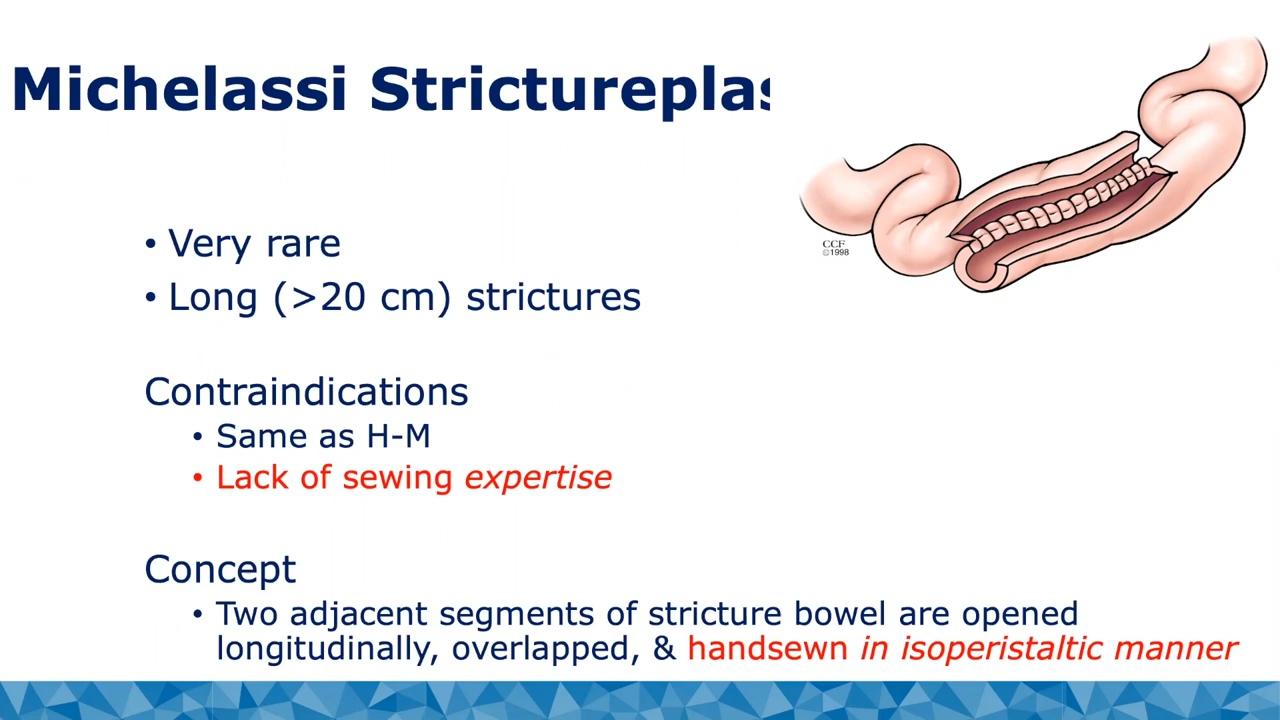 Michelassi Strictureplas
• Very rare
• Long (>20 cm) strictures
CCF
©1998
Contraindications
• Same as H-M
• Lack of sewing expertise
Concept
• Two adjacent segments of stricture bowel are opened
longitudinally, overlapped, & handsewn in isoperistaltic manner